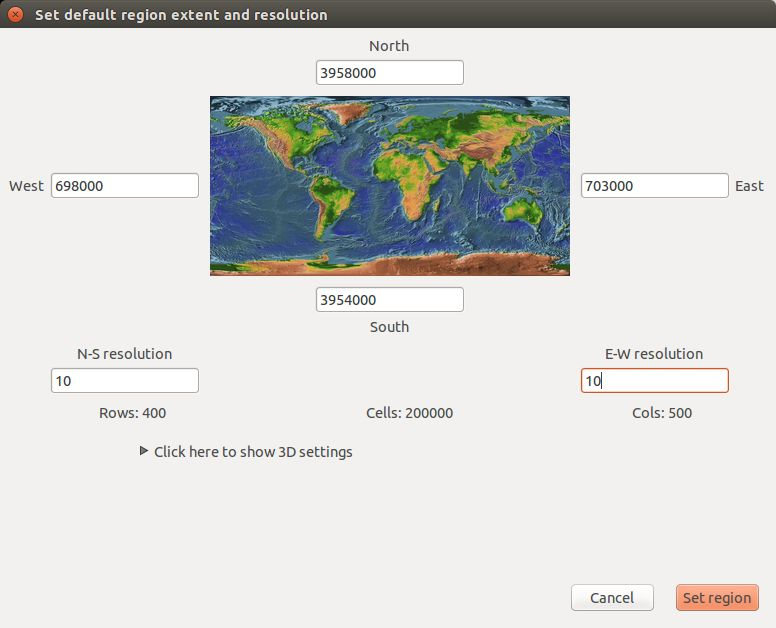 Set default region extent and resolution
North
3958000
West 698000 703000 East
3954000
South
N-S resolution E-W resolution
10 10
Rows: 400 Cells: 200000 Cols: 500
Click here to show 3D settings
Cancel Set region